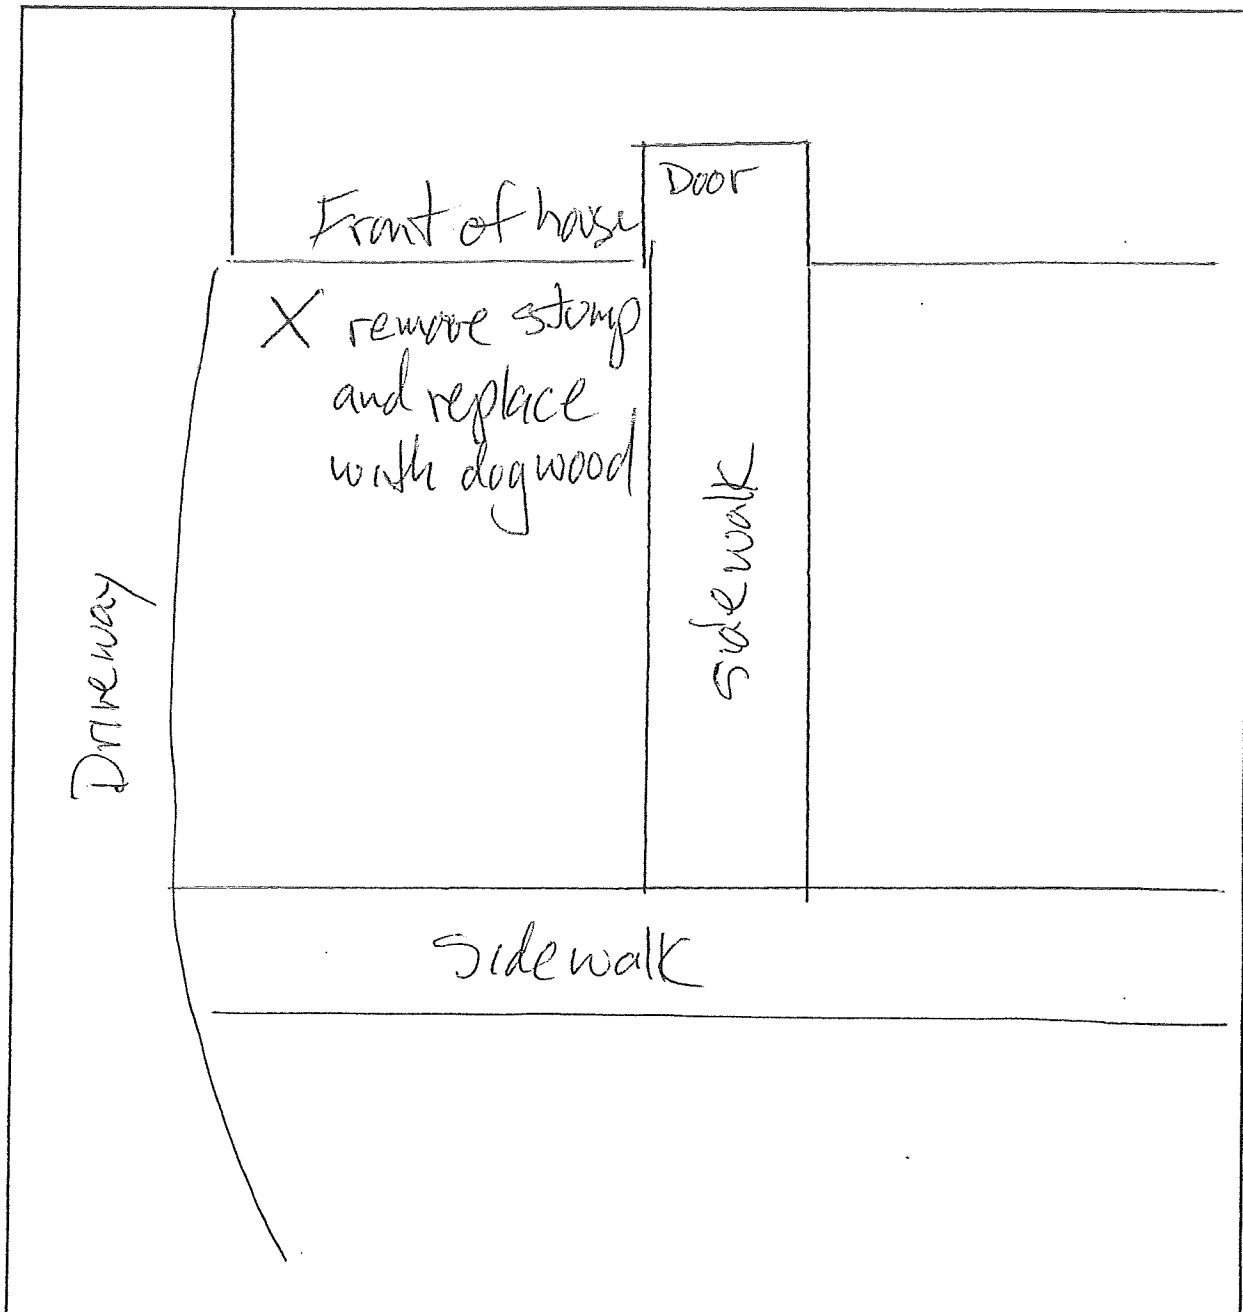 Door
Front of house
X remove stump
and replace
with dogwood
Driveway
Sidewalk
Sidewalk